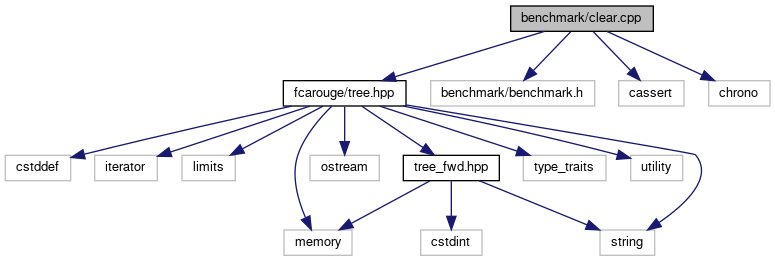 benchmark/clear.cpp
fcarouge/tree.hpp
benchmark/benchmark.h
cassert
chrono
cstddef
iterator
limits
ostream
tree_fwd.hpp
type_traits
utility
memory
cstdint
string